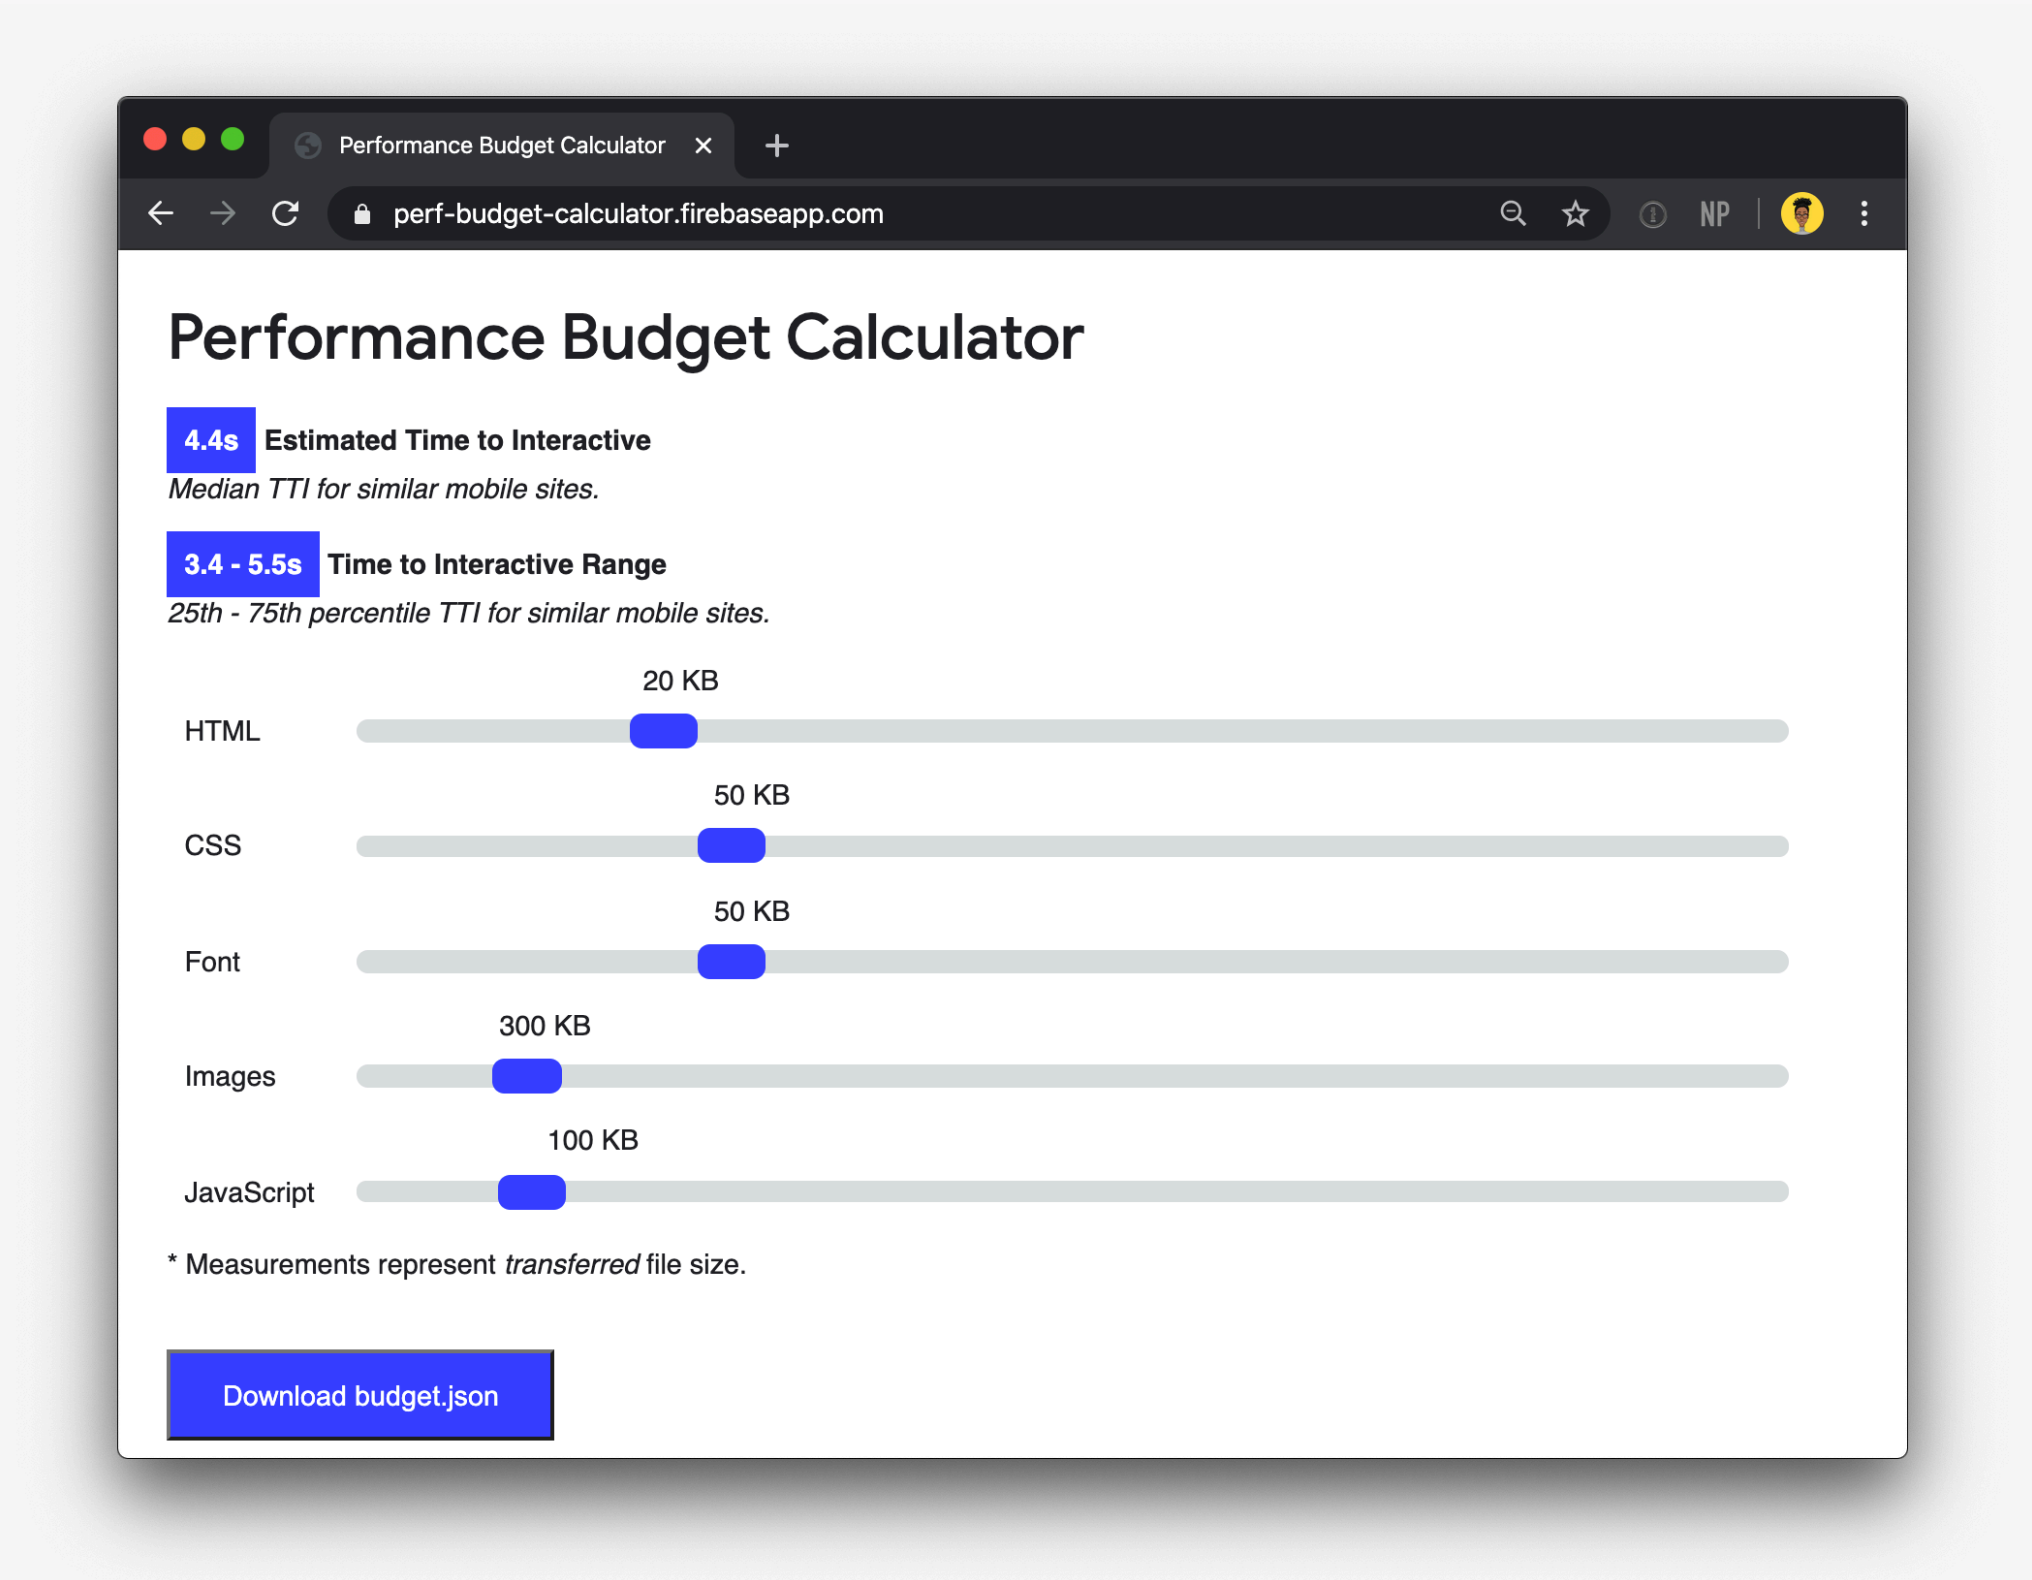 Performance Budget Calculator
perf-budget-calculator.firebaseapp.com
NP
Performance Budget Calculator
4.4s Estimated Time to Interactive
Median TTI for similar mobile sites.
3.4 - 5.5s Time to Interactive Range
25th - 75th percentile TTI for similar mobile sites.
20 KB
HTML
50 KB
CSS
50 KB
Font
300 KB
Images
100 KB
JavaScript
* Measurements represent transferred file size.
Download budget.json